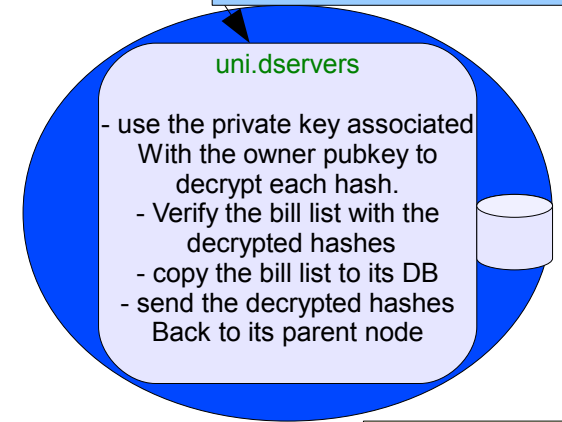 uni.dservers
- use the private key associated
With the owner pubkey to
decrypt each hash.
- Verify the bill list with the
decrypted hashes
- copy the bill list to its DB
- send the decrypted hashes
Back to its parent node